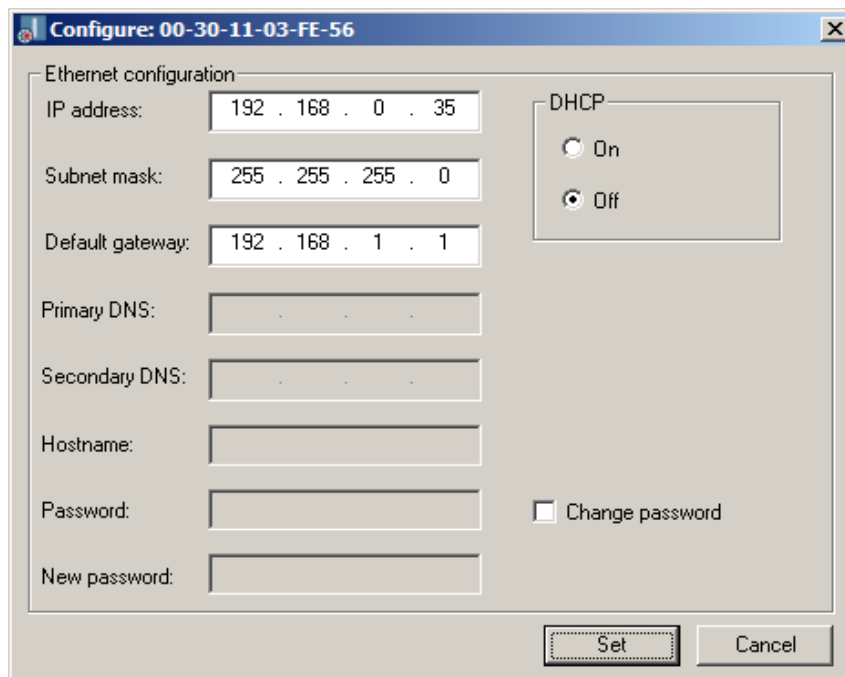 Configure: 00-30-11-03-FE-56
Ethernet configuration
IP address: 192 . 168 . 0 . 35
DHCP
On
Subnet mask: 255 . 255 . 255 . 0
Off
Default gateway: 192 . 168 . 1 . 1
Primary DNS: . . .
Secondary DNS: . . .
Hostname:
Password:
Change password
New password:
Set
Cancel